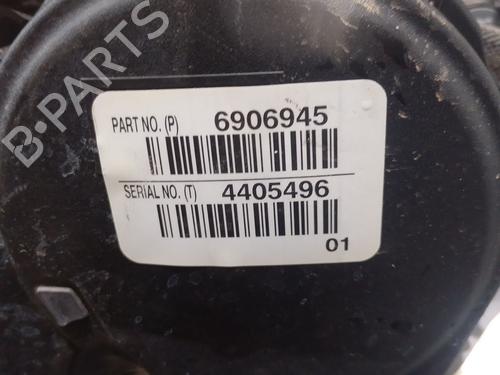 B-PARTS
PART NO. (P) 6906945
SERIAL NO. (T) 4405496
01